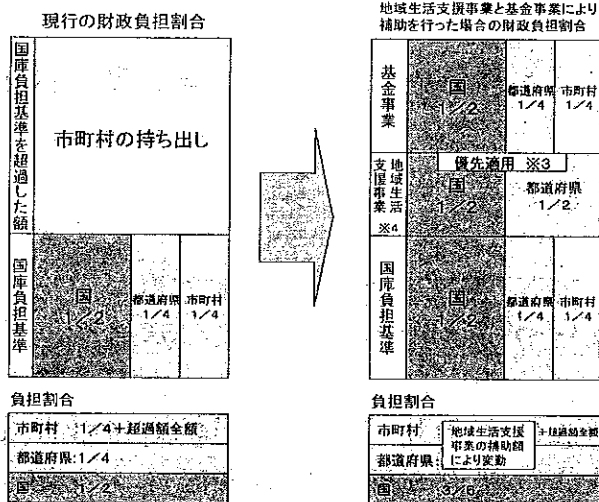 現行の財政負担割合
国庫負担基準を超過した額
市町村の持ち出し
国庫負担基準
国
1/2
都道府県
1/4
市町村
1/4
負担割合
市町村 :1/4+超過額全額
都道府県:1/4
国 :1/2
地域生活支援事業と基金事業により
補助を行った場合の財政負担割合
基金事業
国
1/2
都道府県
1/4
市町村
1/4
地域生活
支援事業
※4
優先適用 ※3
国
1/2
都道府県
1/2
国庫負担基準
国
1/2
都道府県
1/4
市町村
1/4
負担割合
市町村
+超過額全額
都道府県:
地域生活支援
事業の補助額
により変動
国